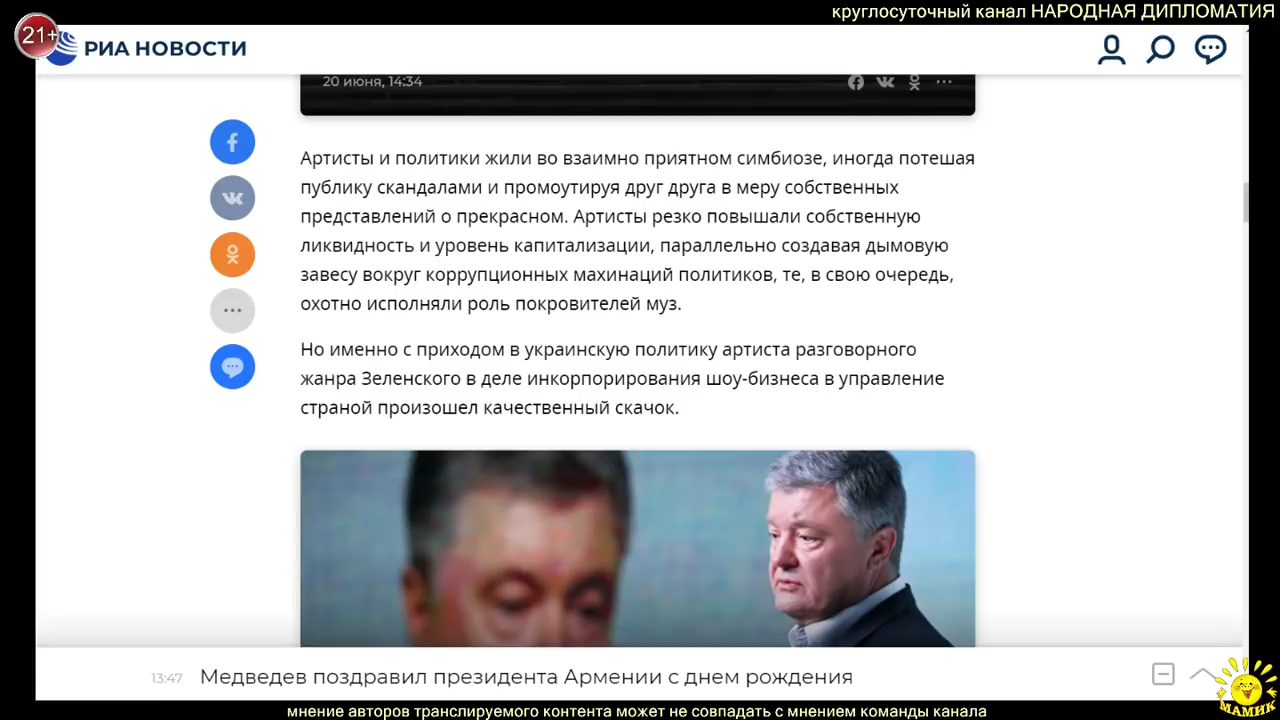 круглосуточный канал НАРОДНАЯ ДИПЛОМАТИЯ
21+
РИА НОВОСТИ
20 июня, 14:34
Артисты и политики жили во взаимно приятном симбиозе, иногда потешая
публику скандалами и промоутируя друг друга в меру собственных
представлений о прекрасном. Артисты резко повышали собственную
ликвидность и уровень капитализации, параллельно создавая дымовую
завесу вокруг коррупционных махинаций политиков, те, в свою очередь,
охотно исполняли роль покровителей муз.
Но именно с приходом в украинскую политику артиста разговорного
жанра Зеленского в деле инкорпорирования шоу-бизнеса в управление
страной произошел качественный скачок.
13:47 Медведев поздравил президента Армении с днем рождения
МАМИК
мнение авторов транслируемого контента может не совпадать с мнением команды канала